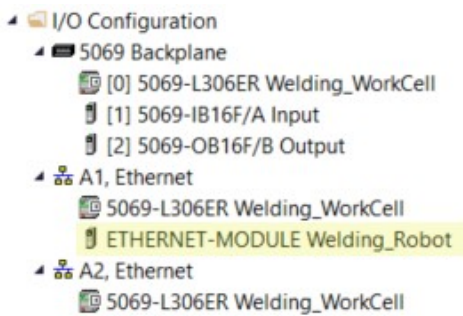 I/O Configuration
5069 Backplane
[0] 5069-L306ER Welding_WorkCell
[1] 5069-IB16F/A Input
[2] 5069-OB16F/B Output
A1, Ethernet
5069-L306ER Welding_WorkCell
ETHERNET-MODULE Welding_Robot
A2, Ethernet
5069-L306ER Welding_WorkCell